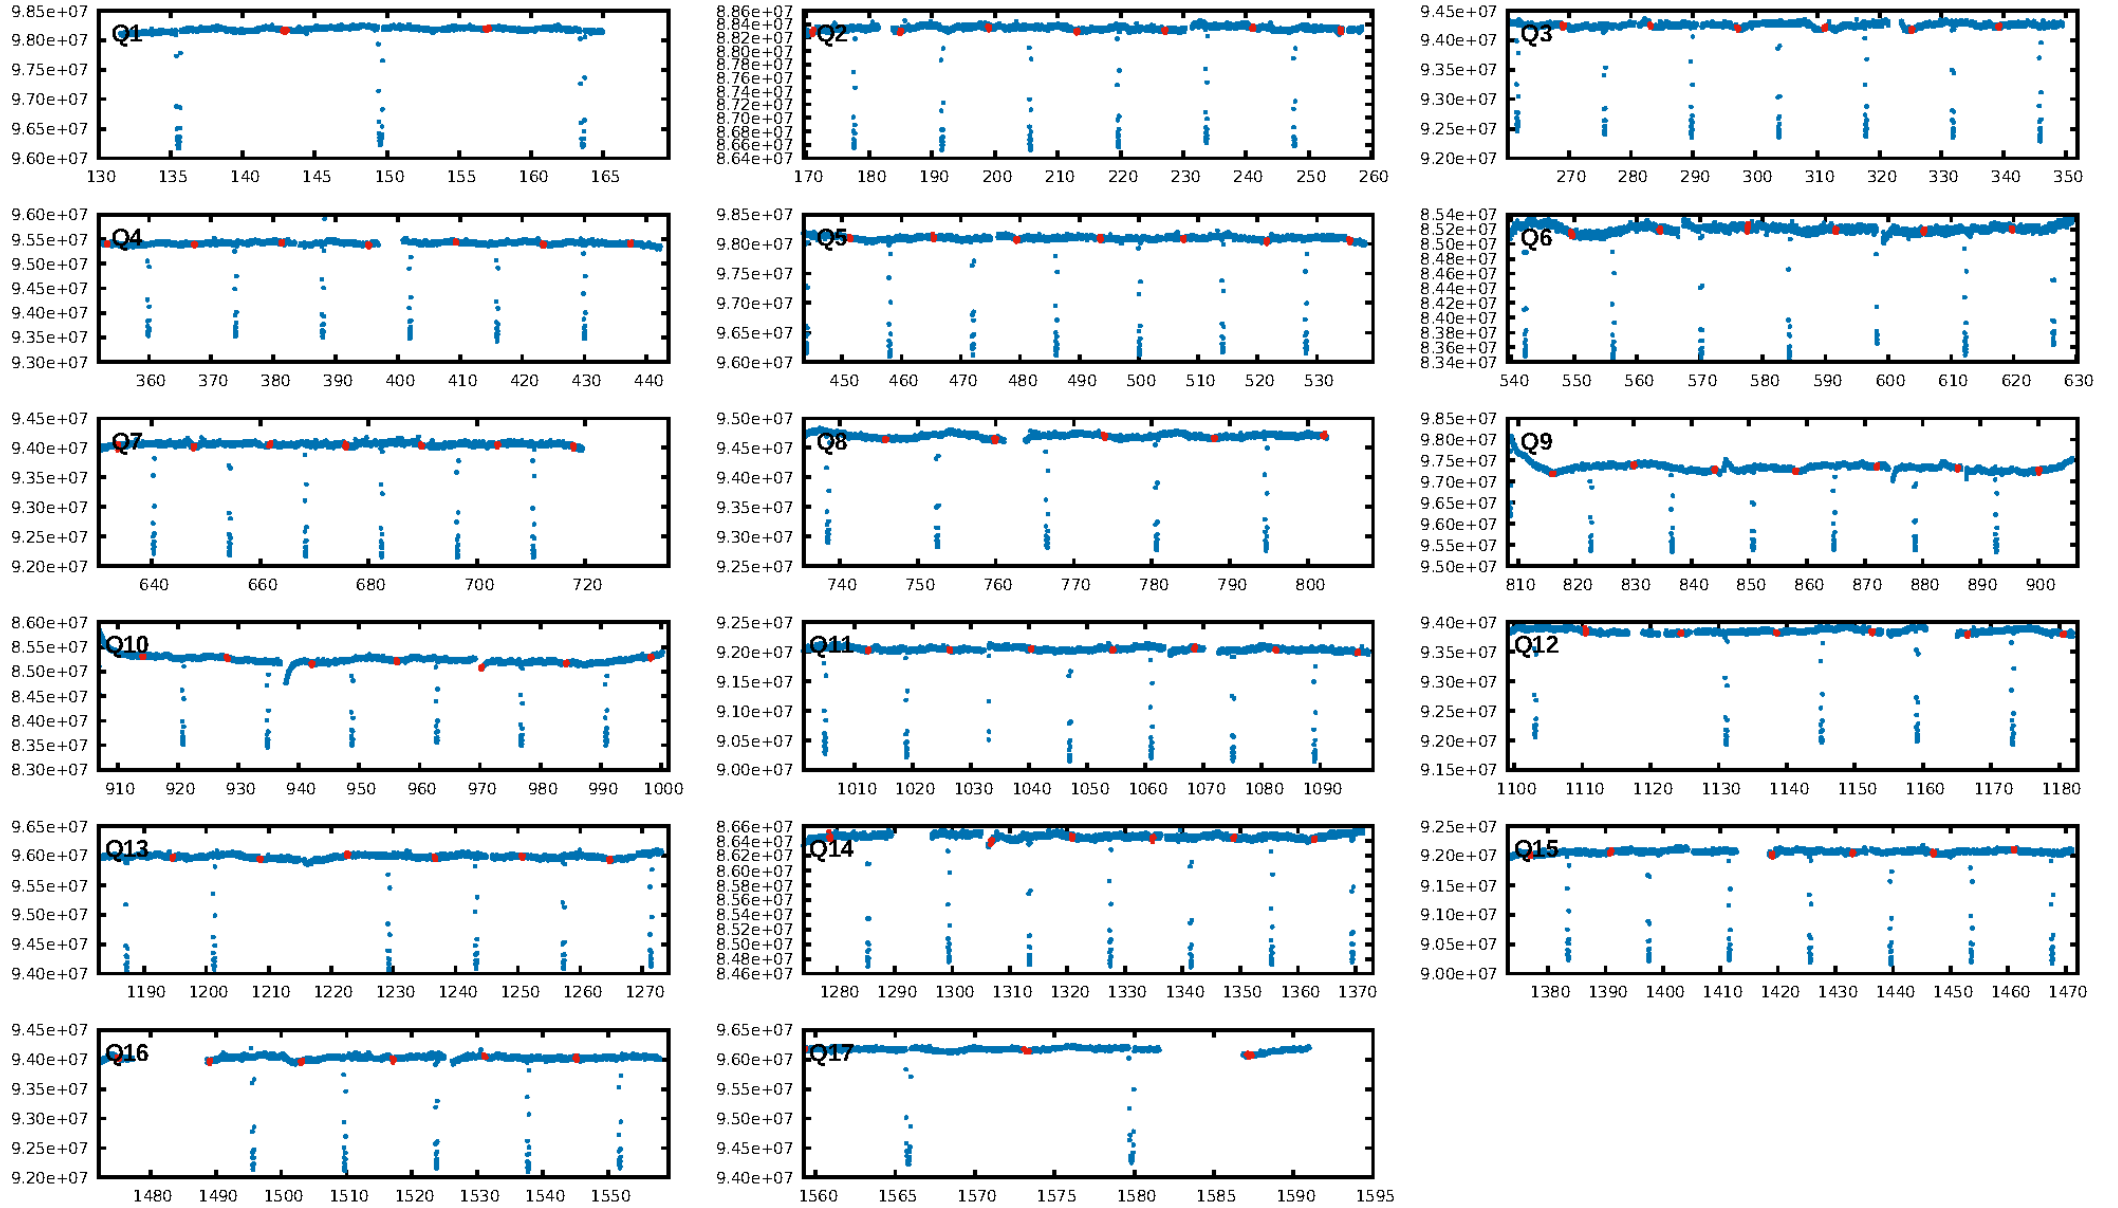 9.85e+07
9.80e+07
9.75e+07
9.70e+07
9.65e+07
9.60e+07
Q1
130 135 140 145 150 155 160 165
8.86e+07
8.84e+07
8.82e+07
8.80e+07
8.78e+07
8.76e+07
8.74e+07
8.72e+07
8.70e+07
8.68e+07
8.66e+07
8.64e+07
Q2
170 180 190 200 210 220 230 240 250 260
9.45e+07
9.40e+07
9.35e+07
9.30e+07
9.25e+07
9.20e+07
Q3
270 280 290 300 310 320 330 340 350
9.60e+07
9.55e+07
9.50e+07
9.45e+07
9.40e+07
9.35e+07
9.30e+07
Q4
360 370 380 390 400 410 420 430 440
9.85e+07
9.80e+07
9.75e+07
9.70e+07
9.65e+07
9.60e+07
Q5
450 460 470 480 490 500 510 520 530
8.54e+07
8.52e+07
8.50e+07
8.48e+07
8.46e+07
8.44e+07
8.42e+07
8.40e+07
8.38e+07
8.36e+07
8.34e+07
Q6
540 550 560 570 580 590 600 610 620 630
9.45e+07
9.40e+07
9.35e+07
9.30e+07
9.25e+07
9.20e+07
Q7
640 660 680 700 720
9.50e+07
9.45e+07
9.40e+07
9.35e+07
9.30e+07
9.25e+07
Q8
740 750 760 770 780 790 800
9.85e+07
9.80e+07
9.75e+07
9.70e+07
9.65e+07
9.60e+07
9.55e+07
9.50e+07
Q9
810 820 830 840 850 860 870 880 890 900
8.60e+07
8.55e+07
8.50e+07
8.45e+07
8.40e+07
8.35e+07
8.30e+07
Q10
910 920 930 940 950 960 970 980 990 1000
9.25e+07
9.20e+07
9.15e+07
9.10e+07
9.05e+07
9.00e+07
Q11
1010 1020 1030 1040 1050 1060 1070 1080 1090
9.40e+07
9.35e+07
9.30e+07
9.25e+07
9.20e+07
9.15e+07
Q12
1100 1110 1120 1130 1140 1150 1160 1170 1180
9.65e+07
9.60e+07
9.55e+07
9.50e+07
9.45e+07
9.40e+07
Q13
1190 1200 1210 1220 1230 1240 1250 1260 1270
8.66e+07
8.64e+07
8.62e+07
8.60e+07
8.58e+07
8.56e+07
8.54e+07
8.52e+07
8.50e+07
8.48e+07
8.46e+07
Q14
1280 1290 1300 1310 1320 1330 1340 1350 1360 1370
9.25e+07
9.20e+07
9.15e+07
9.10e+07
9.05e+07
9.00e+07
Q15
1380 1390 1400 1410 1420 1430 1440 1450 1460 1470
9.45e+07
9.40e+07
9.35e+07
9.30e+07
9.25e+07
9.20e+07
Q16
1480 1490 1500 1510 1520 1530 1540 1550
9.65e+07
9.60e+07
9.55e+07
9.50e+07
9.45e+07
9.40e+07
Q17
1560 1565 1570 1575 1580 1585 1590 1595